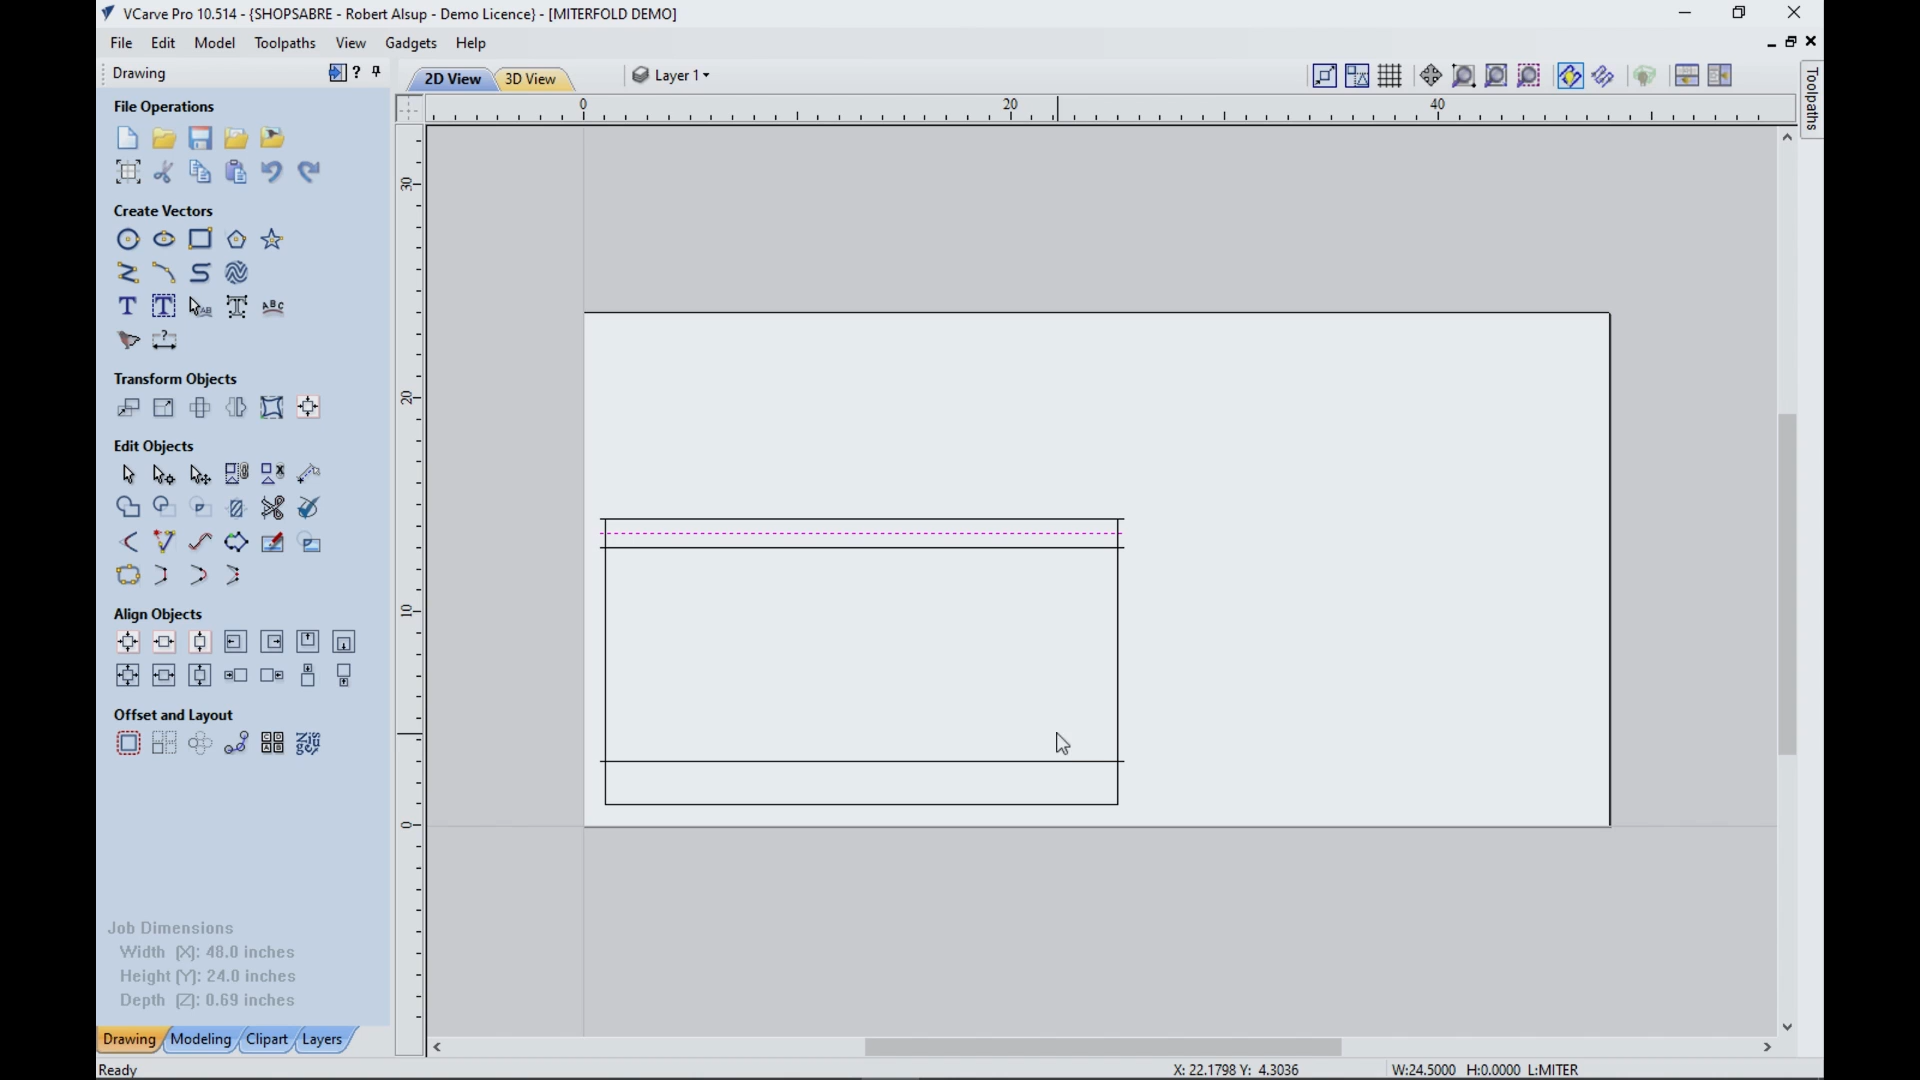 VCarve Pro 10.514 - {SHOPSABRE - Robert Alsup - Demo Licence} - [MITERFOLD DEMO]
File Edit Model Toolpaths View Gadgets Help
Drawing
2D View 3D View Layer 1
Toolpaths
0 20 40
File Operations
30
Create Vectors
T T AB T ABC
?
Transform Objects
20
Edit Objects
10
Align Objects
Offset and Layout
0
Job Dimensions
Width (X): 48.0 inches
Height (Y): 24.0 inches
Depth (Z): 0.69 inches
Drawing Modeling Clipart Layers
Ready X: 22.1798 Y: 4.3036 W:24.5000 H:0.0000 L:MITER